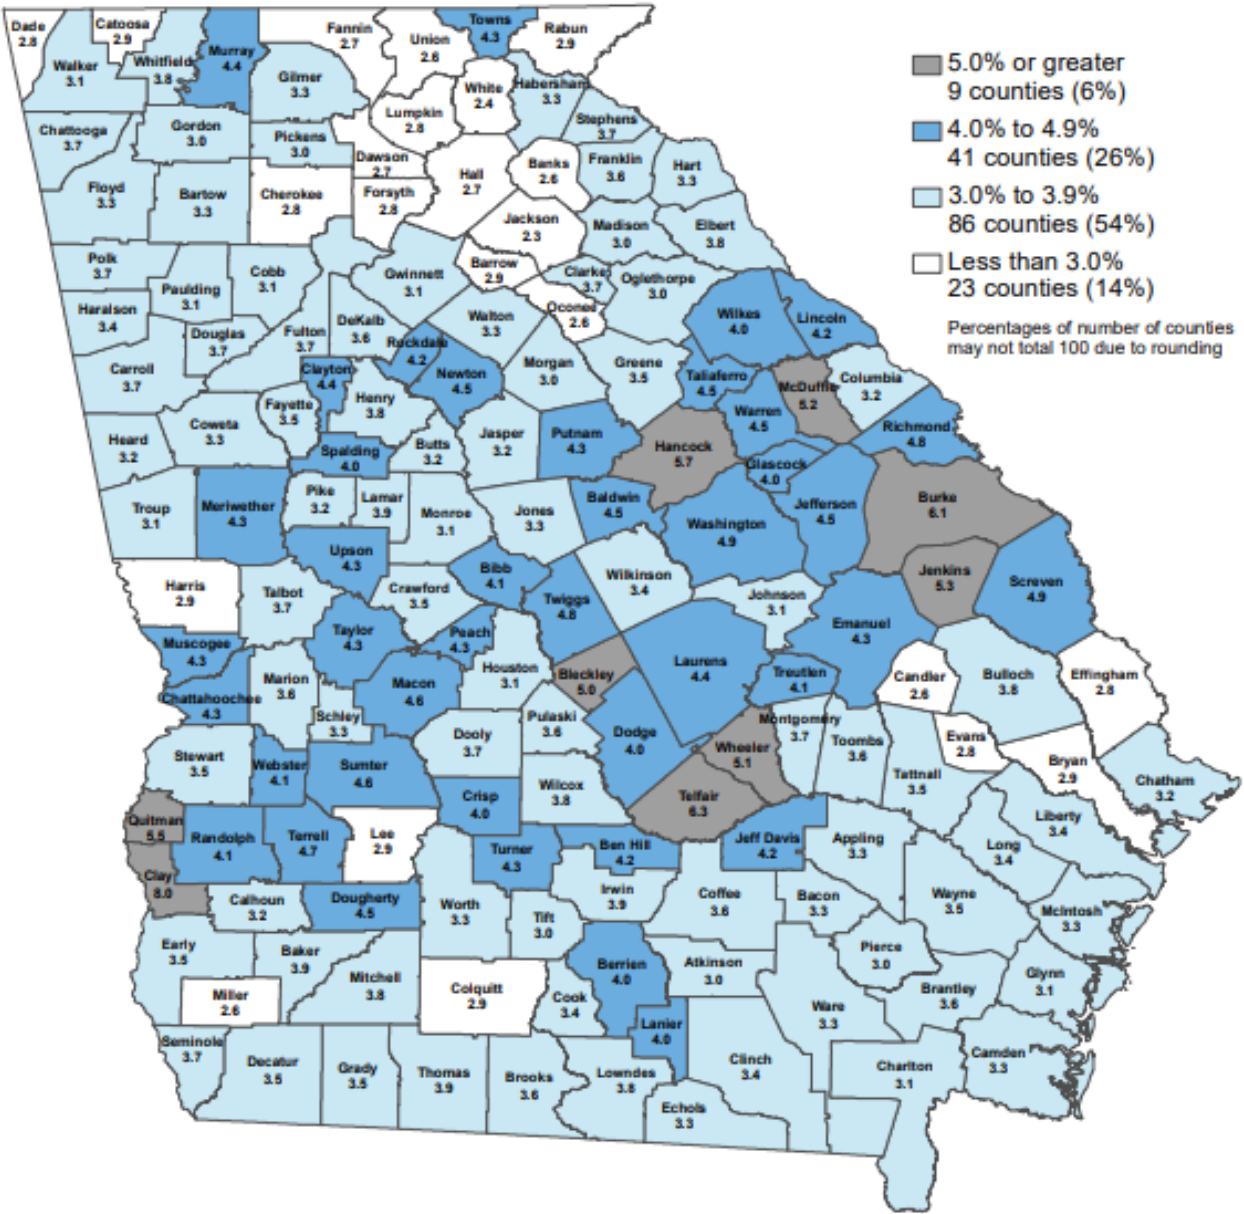 Dade
2.8
Catoosa
2.9
Whitfield
3.8
Murray
4.4
Fannin
2.7
Union
2.6
Towns
4.3
Rabun
2.9
Walker
3.1
Gilmer
3.3
White
2.4
Habersham
3.3
Lumpkin
2.8
Stephens
3.7
Chattooga
3.7
Gordon
3.0
Pickens
3.0
Dawson
2.7
Hall
2.7
Banks
2.6
Franklin
3.6
Hart
3.3
Floyd
3.3
Bartow
3.3
Cherokee
2.8
Forsyth
2.8
Jackson
2.3
Madison
3.0
Elbert
3.8
Polk
3.7
Paulding
3.1
Cobb
3.1
Gwinnett
3.1
Barrow
2.9
Clarke
3.7
Oglethorpe
3.0
Oconee
2.6
Haralson
3.4
Douglas
3.7
Fulton
3.7
DeKalb
3.6
Rockdale
4.2
Walton
3.3
Wilkes
4.0
Lincoln
4.2
Carroll
3.7
Clayton
4.4
Newton
4.5
Morgan
3.0
Greene
3.5
Taliaferro
4.5
McDuffie
5.2
Columbia
3.2
Fayette
3.5
Henry
3.8
Warren
4.5
Richmond
4.8
Heard
3.2
Coweta
3.3
Spalding
4.0
Butts
3.2
Jasper
3.2
Putnam
4.3
Hancock
5.7
Glascock
4.0
Troup
3.1
Meriwether
4.3
Pike
3.2
Lamar
3.9
Monroe
3.1
Jones
3.3
Baldwin
4.5
Washington
4.9
Jefferson
4.5
Burke
6.1
Upson
4.3
Harris
2.9
Talbot
3.7
Crawford
3.5
Bibb
4.1
Twiggs
4.8
Wilkinson
3.4
Johnson
3.1
Jenkins
5.3
Screven
4.9
Muscogee
4.3
Taylor
4.3
Peach
4.3
Emanuel
4.3
Chattahoochee
4.3
Marion
3.6
Macon
4.6
Houston
3.1
Bleckley
5.0
Laurens
4.4
Treutlen
4.1
Candler
2.6
Bulloch
3.8
Effingham
2.8
Schley
3.3
Dooly
3.7
Pulaski
3.6
Dodge
4.0
Wheeler
5.1
Montgomery
3.7
Toombs
3.6
Evans
2.8
Stewart
3.5
Webster
4.1
Sumter
4.6
Wilcox
3.8
Tattnall
3.5
Bryan
2.9
Chatham
3.2
Quitman
5.5
Crisp
4.0
Telfair
6.3
Randolph
4.1
Terrell
4.7
Lee
2.9
Turner
4.3
Ben Hill
4.2
Jeff Davis
4.2
Appling
3.3
Long
3.4
Liberty
3.4
Clay
8.0
Calhoun
3.2
Dougherty
4.5
Worth
3.3
Tift
3.0
Irwin
3.9
Coffee
3.6
Bacon
3.3
Wayne
3.5
McIntosh
3.3
Early
3.5
Baker
3.9
Mitchell
3.8
Berrien
4.0
Atkinson
3.0
Pierce
3.0
Miller
2.6
Colquitt
2.9
Cook
3.4
Ware
3.3
Brantley
3.6
Glynn
3.1
Lanier
4.0
Seminole
3.7
Decatur
3.5
Grady
3.5
Thomas
3.9
Brooks
3.6
Lowndes
3.8
Clinch
3.4
Charlton
3.1
Camden
3.3
Echols
3.3
5.0% or greater
9 counties (6%)
4.0% to 4.9%
41 counties (26%)
3.0% to 3.9%
86 counties (54%)
Less than 3.0%
23 counties (14%)
Percentages of number of counties
may not total 100 due to rounding